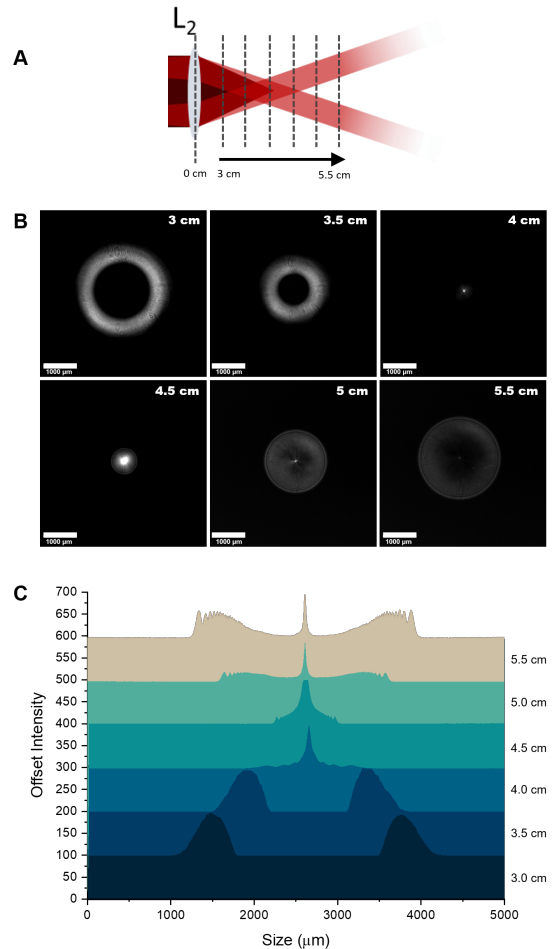 L2
A
0 cm 3 cm 5.5 cm
B
3 cm 3.5 cm 4 cm
1000 µm 1000 µm 1000 µm
4.5 cm 5 cm 5.5 cm
1000 µm 1000 µm 1000 µm
C
700
650
600
550
500
450
400
350
300
250
200
150
100
50
0
Offset Intensity
5.5 cm
5.0 cm
4.5 cm
4.0 cm
3.5 cm
3.0 cm
0 1000 2000 3000 4000 5000
Size (µm)